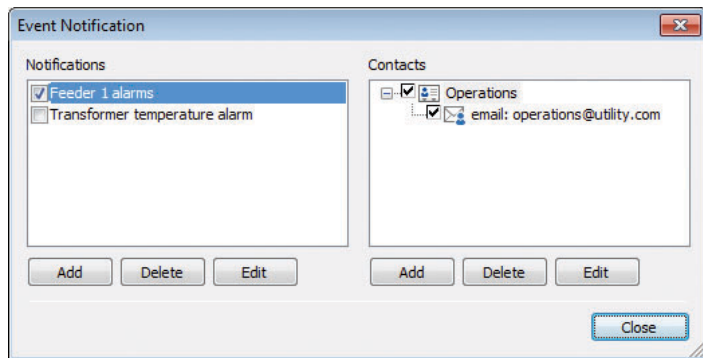 Event Notification
Notifications
Contacts
Feeder 1 alarms
Transformer temperature alarm
Operations
email: operations@utility.com
Add
Delete
Edit
Add
Delete
Edit
Close